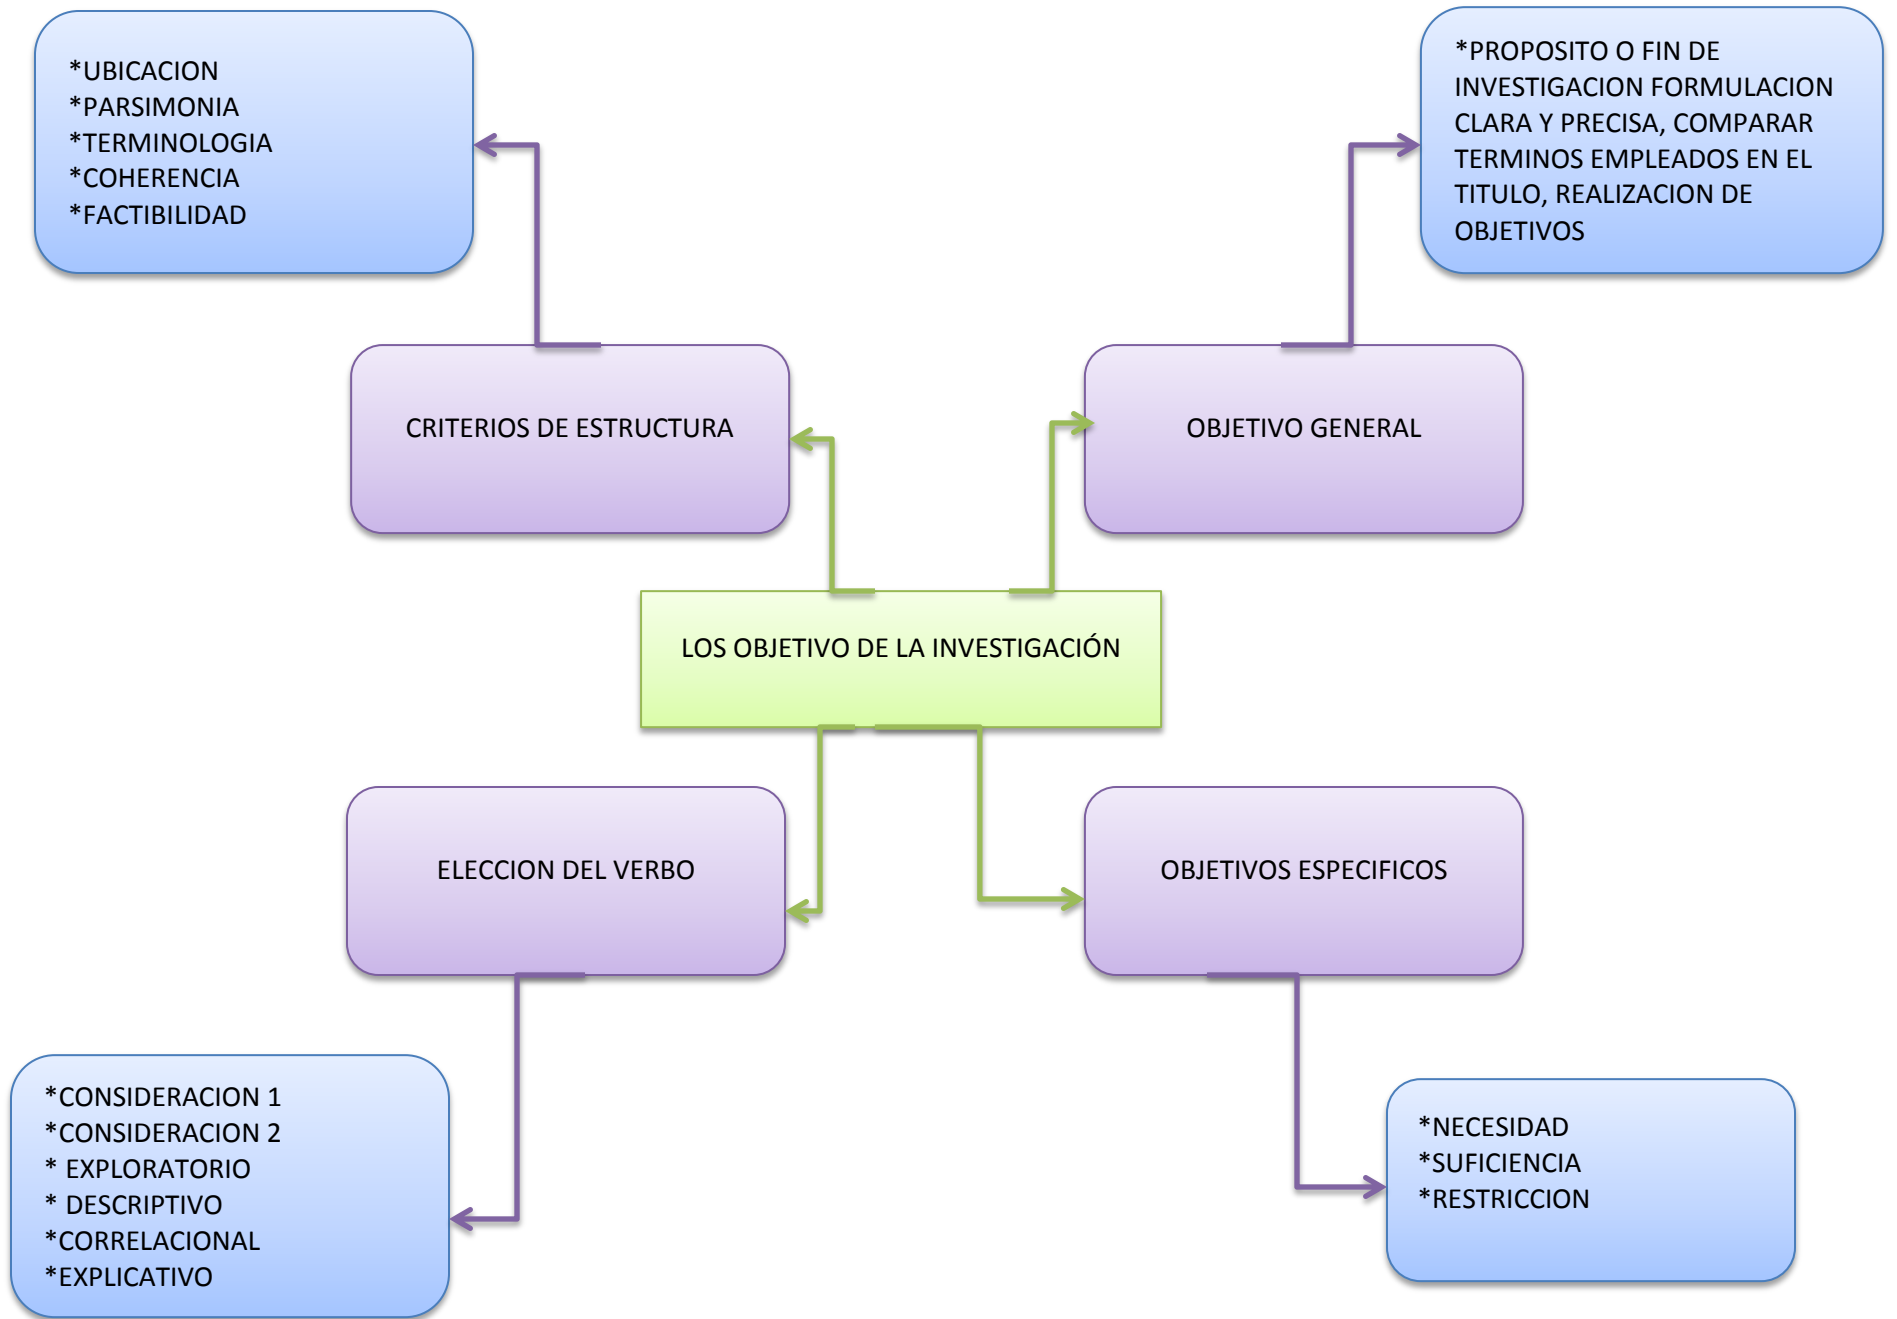 *UBICACION
*PARSIMONIA
*TERMINOLOGIA
*COHERENCIA
*FACTIBILIDAD
*PROPOSITO O FIN DE
INVESTIGACION FORMULACION
CLARA Y PRECISA, COMPARAR
TERMINOS EMPLEADOS EN EL
TITULO, REALIZACION DE
OBJETIVOS
CRITERIOS DE ESTRUCTURA
OBJETIVO GENERAL
LOS OBJETIVO DE LA INVESTIGACIÓN
ELECCION DEL VERBO
OBJETIVOS ESPECIFICOS
*CONSIDERACION 1
*CONSIDERACION 2
* EXPLORATORIO
* DESCRIPTIVO
*CORRELACIONAL
*EXPLICATIVO
*NECESIDAD
*SUFICIENCIA
*RESTRICCION